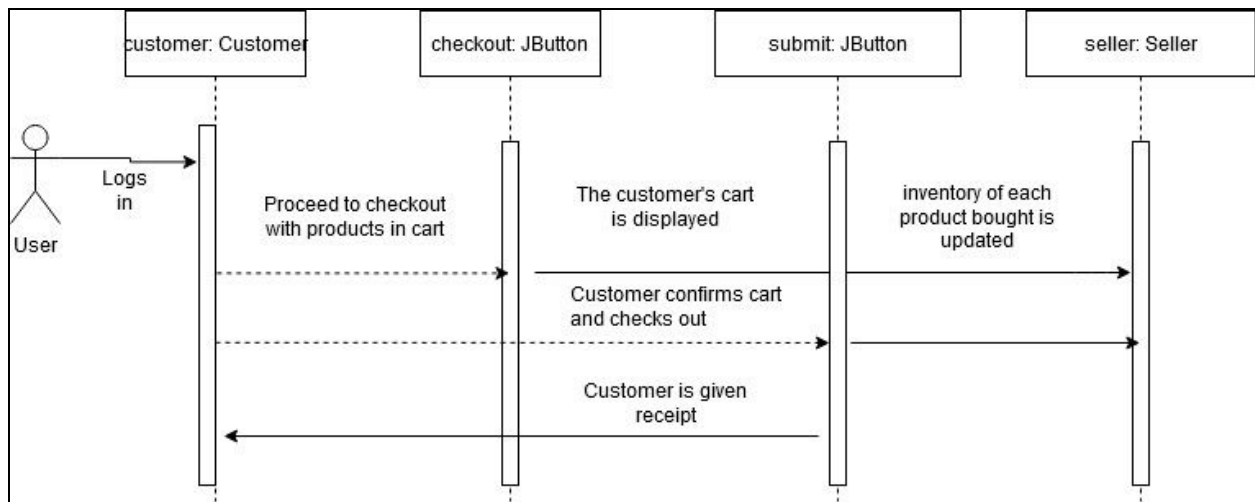 customer: Customer
checkout: JButton
submit: JButton
seller: Seller
Logs
in
User
Proceed to checkout
with products in cart
The customer's cart
is displayed
inventory of each
product bought is
updated
Customer confirms cart
and checks out
Customer is given
receipt